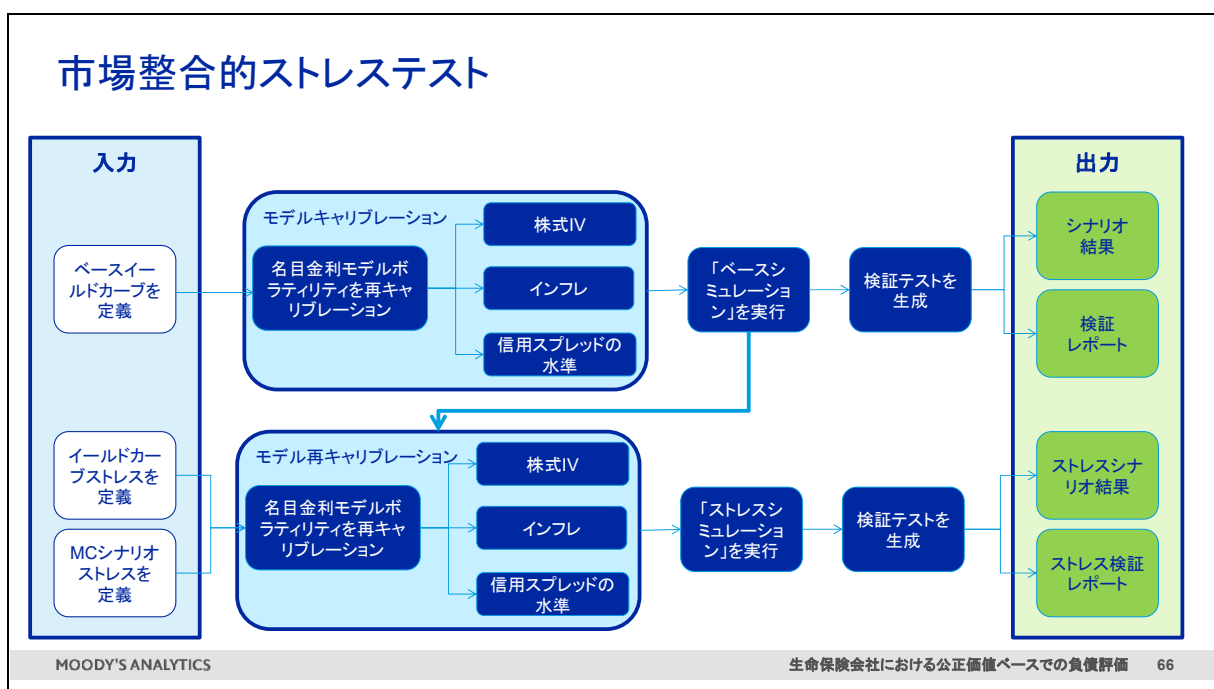 市場整合的ストレステスト
入力
ベースイー
ルドカーブを
定義
モデルキャリブレーション
名目金利モデルボ
ラティリティを再キャ
リブレーション
株式IV
インフレ
信用スプレッドの
水準
「ベースシ
ミュレーショ
ン」を実行
検証テストを
生成
出力
シナリオ
結果
検証
レポート
イールドカー
ブストレスを
定義
MCシナリオ
ストレスを
定義
モデル再キャリブレーション
名目金利モデルボ
ラティリティを再キャ
リブレーション
株式IV
インフレ
信用スプレッドの
水準
「ストレスシ
ミュレーショ
ン」を実行
検証テストを
生成
ストレスシナ
リオ結果
ストレス検証
レポート
MOODY'S ANALYTICS
生命保険会社における公正価値ベースでの負債評価 66